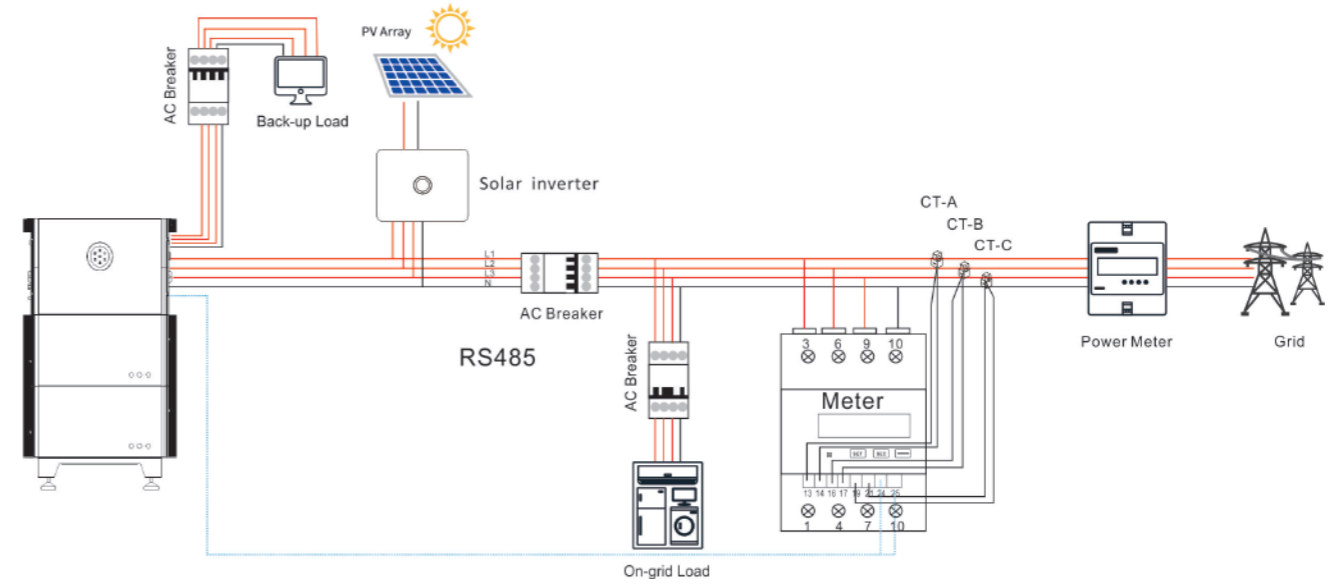 PV Array
AC Breaker
Back-up Load
Solar inverter
CT-A
CT-B
CT-C
L1
L2
L3
N
AC Breaker
Power Meter
Grid
RS485
AC Breaker
3 6 9 10
Meter
13 14 16 17 19 21 24 25
1 4 7 10
On-grid Load